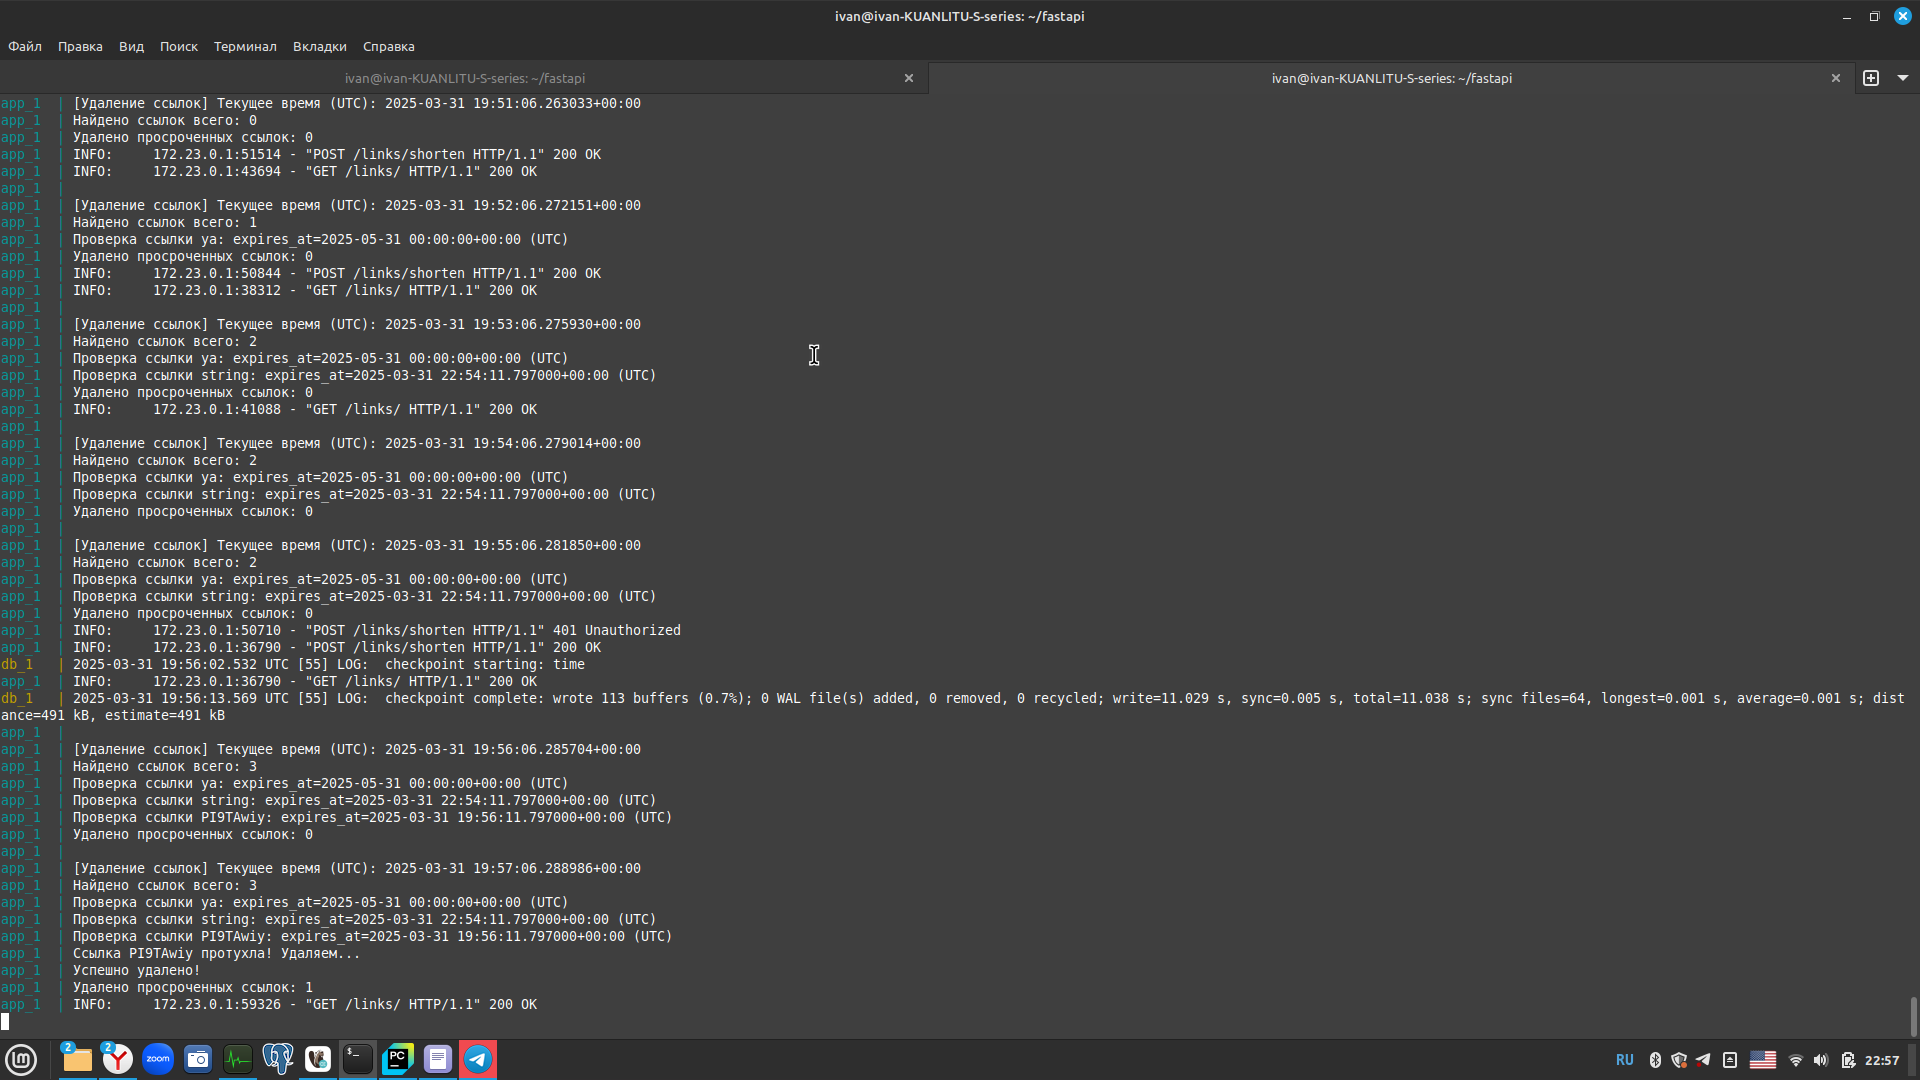 ivan@ivan-KUANLITU-S-series: ~/fastapi
Файл Правка Вид Поиск Терминал Вкладки Справка
ivan@ivan-KUANLITU-S-series: ~/fastapi ivan@ivan-KUANLITU-S-series: ~/fastapi
app_1 | [Удаление ссылок] Текущее время (UTC): 2025-03-31 19:51:06.263033+00:00
app_1 | Найдено ссылок всего: 0
app_1 | Удалено просроченных ссылок: 0
app_1 | INFO: 172.23.0.1:51514 - "POST /links/shorten HTTP/1.1" 200 OK
app_1 | INFO: 172.23.0.1:43694 - "GET /links/ HTTP/1.1" 200 OK
app_1 |
app_1 | [Удаление ссылок] Текущее время (UTC): 2025-03-31 19:52:06.272151+00:00
app_1 | Найдено ссылок всего: 1
app_1 | Проверка ссылки ya: expires_at=2025-05-31 00:00:00+00:00 (UTC)
app_1 | Удалено просроченных ссылок: 0
app_1 | INFO: 172.23.0.1:50844 - "POST /links/shorten HTTP/1.1" 200 OK
app_1 | INFO: 172.23.0.1:38312 - "GET /links/ HTTP/1.1" 200 OK
app_1 |
app_1 | [Удаление ссылок] Текущее время (UTC): 2025-03-31 19:53:06.275930+00:00
app_1 | Найдено ссылок всего: 2
app_1 | Проверка ссылки ya: expires_at=2025-05-31 00:00:00+00:00 (UTC)
app_1 | Проверка ссылки string: expires_at=2025-03-31 22:54:11.797000+00:00 (UTC)
app_1 | Удалено просроченных ссылок: 0
app_1 | INFO: 172.23.0.1:41088 - "GET /links/ HTTP/1.1" 200 OK
app_1 |
app_1 | [Удаление ссылок] Текущее время (UTC): 2025-03-31 19:54:06.279014+00:00
app_1 | Найдено ссылок всего: 2
app_1 | Проверка ссылки ya: expires_at=2025-05-31 00:00:00+00:00 (UTC)
app_1 | Проверка ссылки string: expires_at=2025-03-31 22:54:11.797000+00:00 (UTC)
app_1 | Удалено просроченных ссылок: 0
app_1 |
app_1 | [Удаление ссылок] Текущее время (UTC): 2025-03-31 19:55:06.281850+00:00
app_1 | Найдено ссылок всего: 2
app_1 | Проверка ссылки ya: expires_at=2025-05-31 00:00:00+00:00 (UTC)
app_1 | Проверка ссылки string: expires_at=2025-03-31 22:54:11.797000+00:00 (UTC)
app_1 | Удалено просроченных ссылок: 0
app_1 | INFO: 172.23.0.1:50710 - "POST /links/shorten HTTP/1.1" 401 Unauthorized
app_1 | INFO: 172.23.0.1:36790 - "POST /links/shorten HTTP/1.1" 200 OK
db_1 | 2025-03-31 19:56:02.532 UTC [55] LOG: checkpoint starting: time
app_1 | INFO: 172.23.0.1:36790 - "GET /links/ HTTP/1.1" 200 OK
db_1 | 2025-03-31 19:56:13.569 UTC [55] LOG: checkpoint complete: wrote 113 buffers (0.7%); 0 WAL file(s) added, 0 removed, 0 recycled; write=11.029 s, sync=0.005 s, total=11.038 s; sync files=64, longest=0.001 s, average=0.001 s; dist
ance=491 kB, estimate=491 kB
app_1 |
app_1 | [Удаление ссылок] Текущее время (UTC): 2025-03-31 19:56:06.285704+00:00
app_1 | Найдено ссылок всего: 3
app_1 | Проверка ссылки ya: expires_at=2025-05-31 00:00:00+00:00 (UTC)
app_1 | Проверка ссылки string: expires_at=2025-03-31 22:54:11.797000+00:00 (UTC)
app_1 | Проверка ссылки PI9TAwiy: expires_at=2025-03-31 19:56:11.797000+00:00 (UTC)
app_1 | Удалено просроченных ссылок: 0
app_1 |
app_1 | [Удаление ссылок] Текущее время (UTC): 2025-03-31 19:57:06.288986+00:00
app_1 | Найдено ссылок всего: 3
app_1 | Проверка ссылки ya: expires_at=2025-05-31 00:00:00+00:00 (UTC)
app_1 | Проверка ссылки string: expires_at=2025-03-31 22:54:11.797000+00:00 (UTC)
app_1 | Проверка ссылки PI9TAwiy: expires_at=2025-03-31 19:56:11.797000+00:00 (UTC)
app_1 | Ссылка PI9TAwiy протухла! Удаляем...
app_1 | Успешно удалено!
app_1 | Удалено просроченных ссылок: 1
app_1 | INFO: 172.23.0.1:59326 - "GET /links/ HTTP/1.1" 200 OK
2 2 zoom PC RU 22:57